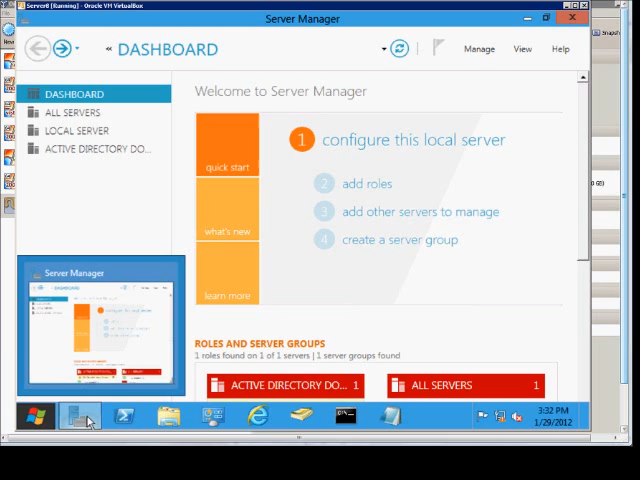 Server8 [Running] - Oracle VM VirtualBox
Server Manager
« DASHBOARD
Manage View Help
DASHBOARD
ALL SERVERS
LOCAL SERVER
ACTIVE DIRECTORY DO...
Welcome to Server Manager
quick start
what's new
learn more
1 configure this local server
2 add roles
3 add other servers to manage
4 create a server group
Server Manager
ROLES AND SERVER GROUPS
1 roles found on 1 of 1 servers | 1 server groups found
ACTIVE DIRECTORY DO... 1
ALL SERVERS 1
3:32 PM
1/29/2012
New
Snapsh